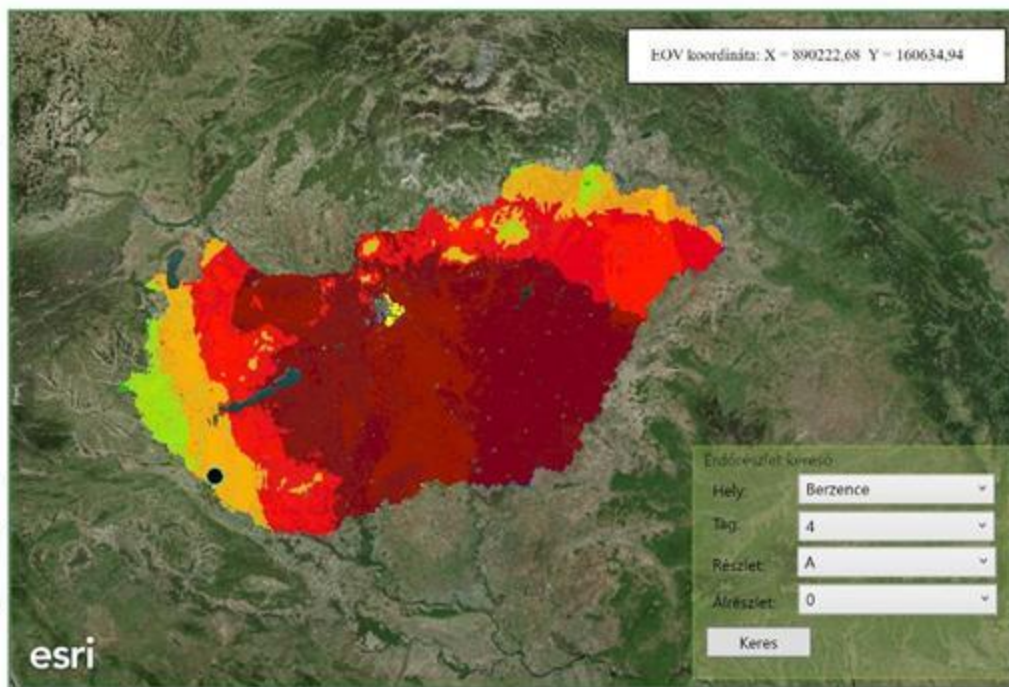 EOV koordináta: X = 890222,68 Y = 160634,94
Erdőrészlet kereső
Hely: Berzence
Tag: 4
Részlet: A
Alrészlet: 0
Keres
esri